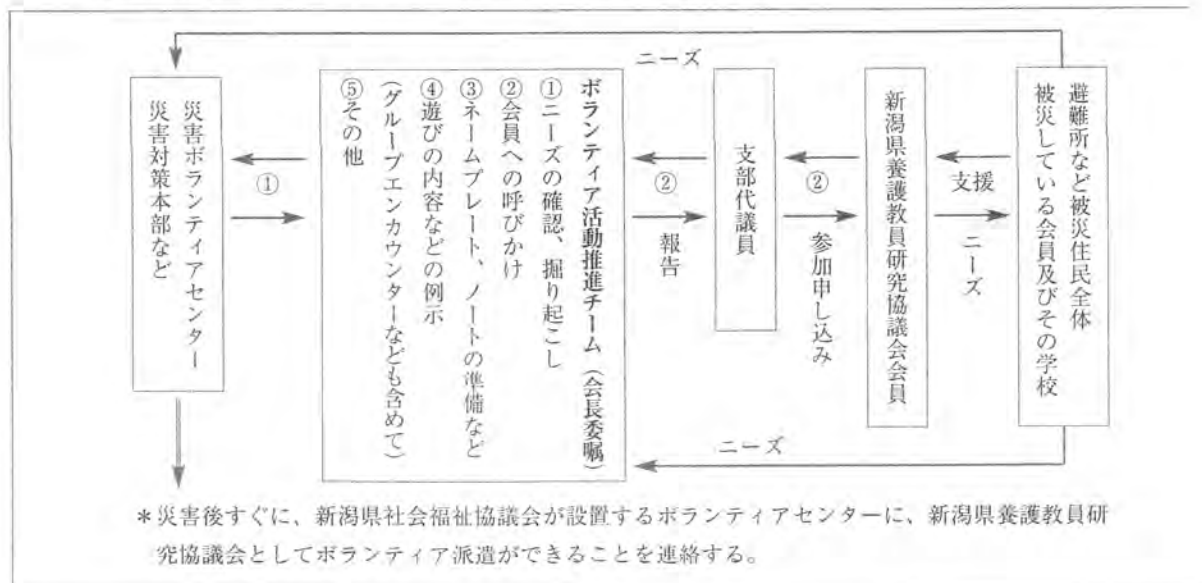 ニーズ
避難所など被災住民全体
被災している会員及びその学校
支援
ニーズ
新潟県養護教員研究協議会会員
②
参加申し込み
支部代議員
②
報告
ボランティア活動推進チーム（会長委嘱）
①ニーズの確認、掘り起こし
②会員への呼びかけ
③ネームプレート、ノートの準備など
④遊びの内容などの例示
（グループエンカウンターなども含めて）
⑤その他
①
災害ボランティアセンター
災害対策本部など
ニーズ
＊災害後すぐに、新潟県社会福祉協議会が設置するボランティアセンターに、新潟県養護教員研
究協議会としてボランティア派遣ができることを連絡する。